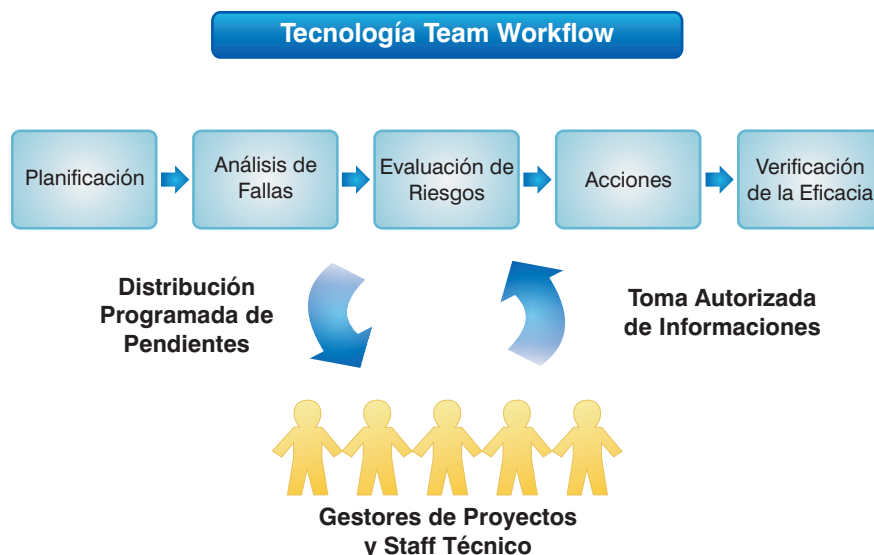 Tecnología Team Workflow
Planificación
Análisis de
Fallas
Evaluación de
Riesgos
Acciones
Verificación
de la Eficacia
Distribución
Programada de
Pendientes
Toma Autorizada
de Informaciones
Gestores de Proyectos
y Staff Técnico